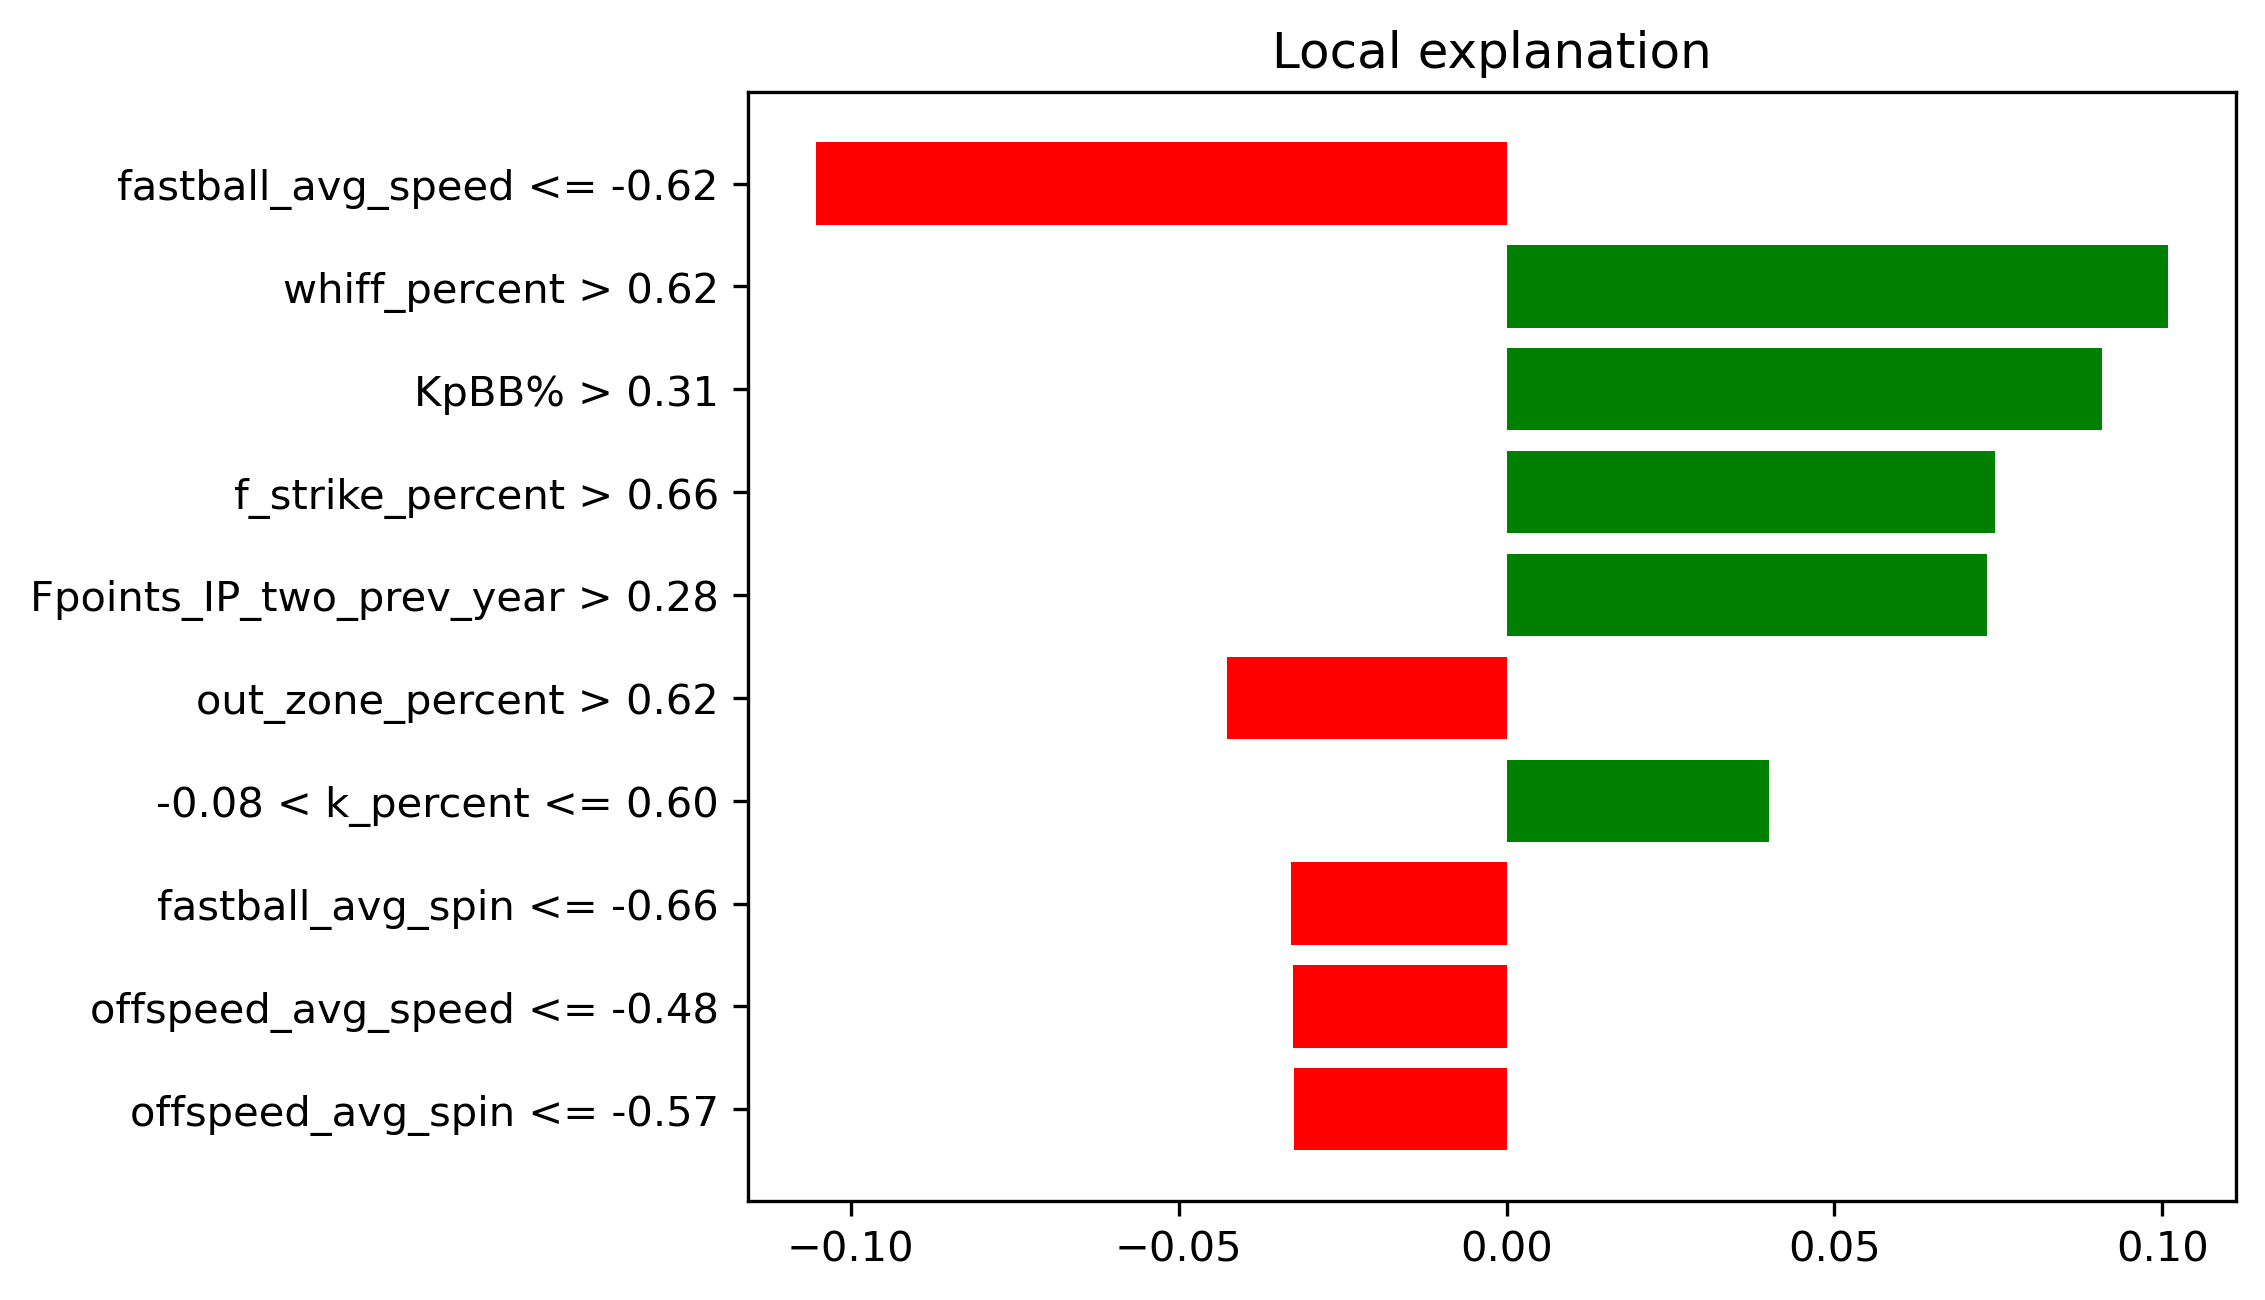 Local explanation
fastball_avg_speed <= -0.62
whiff_percent > 0.62
KpBB% > 0.31
f_strike_percent > 0.66
Fpoints_IP_two_prev_year > 0.28
out_zone_percent > 0.62
-0.08 < k_percent <= 0.60
fastball_avg_spin <= -0.66
offspeed_avg_speed <= -0.48
offspeed_avg_spin <= -0.57
−0.10 −0.05 0.00 0.05 0.10